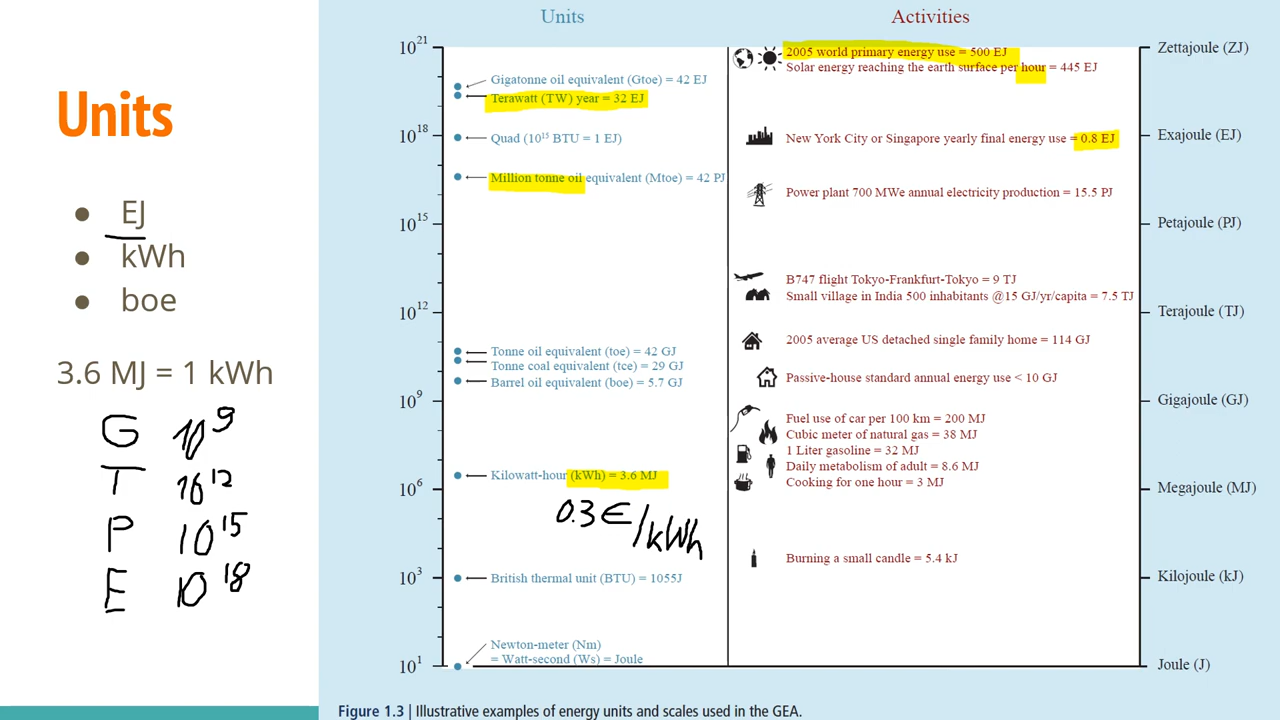 Units
● EJ
● kWh
● boe
3.6 MJ = 1 kWh
G 10^9
T 10^12
P 10^15
E 10^18
Units
Activities
10^21
10^18
10^15
10^12
10^9
10^6
10^3
10^1
Gigatonne oil equivalent (Gtoe) = 42 EJ
Terawatt (TW) year = 32 EJ
Quad (10^15 BTU = 1 EJ)
Million tonne oil equivalent (Mtoe) = 42 PJ
Tonne oil equivalent (toe) = 42 GJ
Tonne coal equivalent (tce) = 29 GJ
Barrel oil equivalent (boe) = 5.7 GJ
Kilowatt-hour (kWh) = 3.6 MJ
0.3€/kWh
British thermal unit (BTU) = 1055J
Newton-meter (Nm)
= Watt-second (Ws) = Joule
2005 world primary energy use = 500 EJ
Solar energy reaching the earth surface per hour = 445 EJ
New York City or Singapore yearly final energy use = 0.8 EJ
Power plant 700 MWe annual electricity production = 15.5 PJ
B747 flight Tokyo-Frankfurt-Tokyo = 9 TJ
Small village in India 500 inhabitants @15 GJ/yr/capita = 7.5 TJ
2005 average US detached single family home = 114 GJ
Passive-house standard annual energy use < 10 GJ
Fuel use of car per 100 km = 200 MJ
Cubic meter of natural gas = 38 MJ
1 Liter gasoline = 32 MJ
Daily metabolism of adult = 8.6 MJ
Cooking for one hour = 3 MJ
Burning a small candle = 5.4 kJ
Zettajoule (ZJ)
Exajoule (EJ)
Petajoule (PJ)
Terajoule (TJ)
Gigajoule (GJ)
Megajoule (MJ)
Kilojoule (kJ)
Joule (J)
Figure 1.3 | Illustrative examples of energy units and scales used in the GEA.